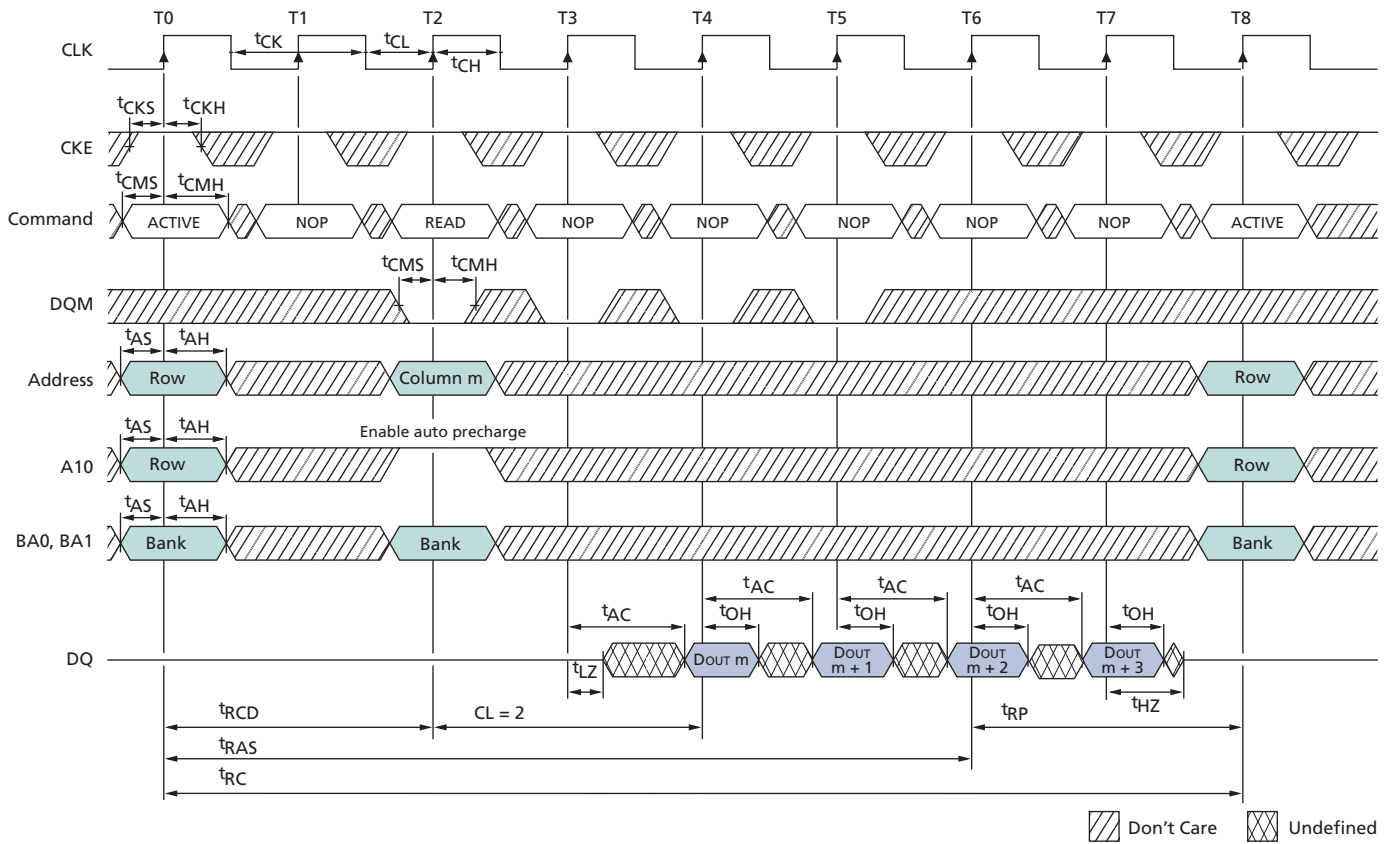 T0 T1 T2 T3 T4 T5 T6 T7 T8
CLK
tCK tCL
tCH
tCKS tCKH
CKE
tCMS tCMH
Command ACTIVE NOP READ NOP NOP NOP NOP NOP ACTIVE
tCMS tCMH
DQM
tAS tAH
Address Row Column m Row
tAS tAH Enable auto precharge
A10 Row Row
tAS tAH
BA0, BA1 Bank Bank Bank
tAC tAC tAC
tAC tOH tOH tOH tOH
DQ DOUT m DOUT m + 1 DOUT m + 2 DOUT m + 3
tLZ tHZ
tRCD CL = 2 tRP
tRAS
tRC
Don't Care Undefined